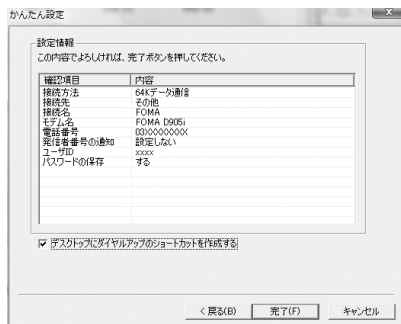 かんたん設定
設定情報
この内容でよろしければ、完了ボタンを押してください。
確認項目 内容
接続方法 64Kデータ通信
接続先 その他
接続名 FOMA
モデム名 FOMA D905i
電話番号 03XXXXXXXX
発信者番号の通知 設定しない
ユーザID xxxx
パスワードの保存 する
デスクトップにダイヤルアップのショートカットを作成する
< 戻る(B) 完了(F) キャンセル